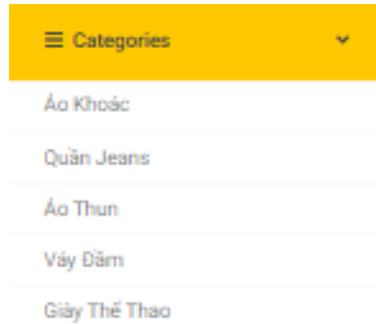 Categories
Áo Khoác
Quần Jeans
Áo Thun
Váy Đầm
Giày Thể Thao